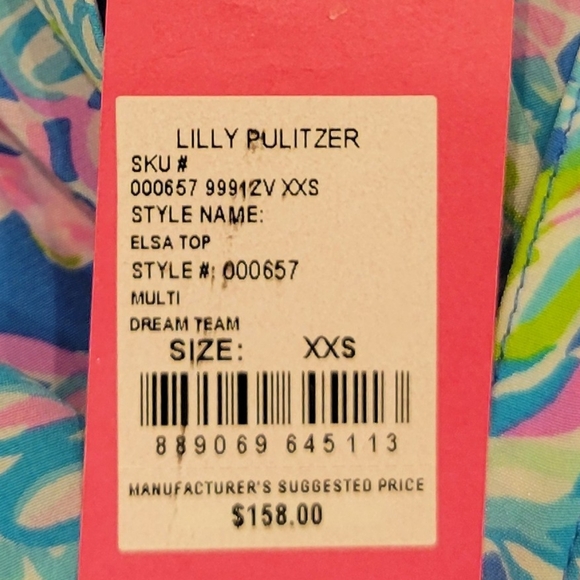 LILLY PULITZER
SKU #
000657 9991ZV XXS
STYLE NAME:
ELSA TOP
STYLE #: 000657
MULTI
DREAM TEAM
SIZE: XXS
889069 645113
MANUFACTURER'S SUGGESTED PRICE
$158.00